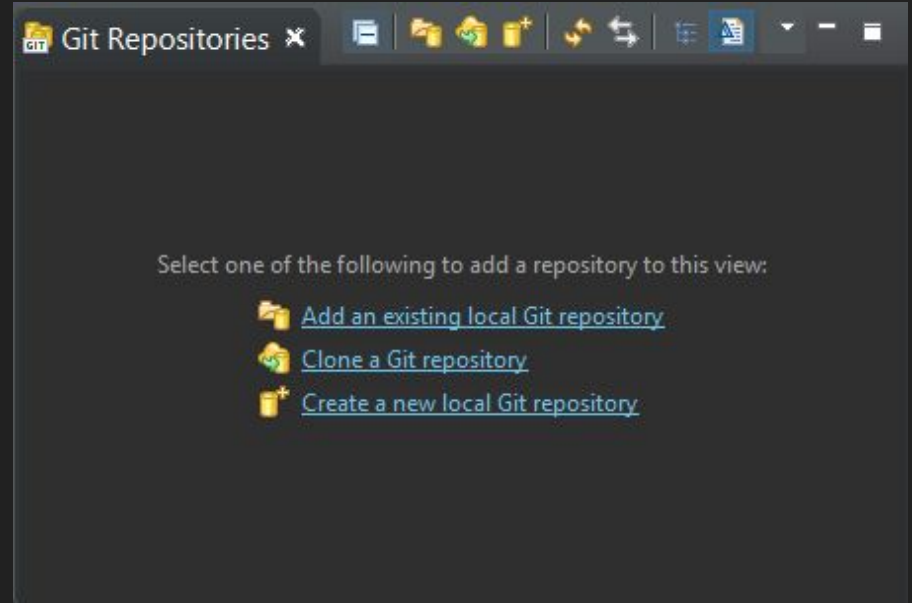 GIT Git Repositories
Select one of the following to add a repository to this view:
Add an existing local Git repository
Clone a Git repository
Create a new local Git repository